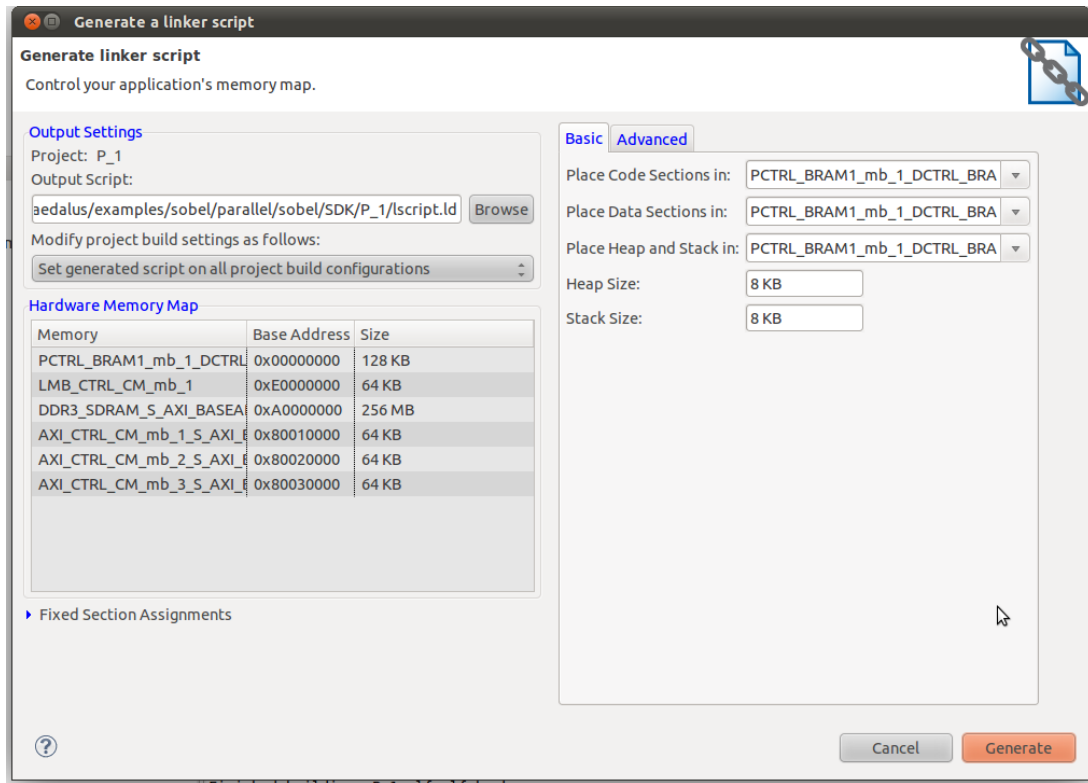 Generate a linker script
Generate linker script
Control your application's memory map.
Output Settings
Project: P_1
Output Script:
aedalus/examples/sobel/parallel/sobel/SDK/P_1/lscript.ld Browse
Modify project build settings as follows:
Set generated script on all project build configurations
Hardware Memory Map
Memory Base Address Size
PCTRL_BRAM1_mb_1_DCTRL 0x00000000 128 KB
LMB_CTRL_CM_mb_1 0xE0000000 64 KB
DDR3_SDRAM_S_AXI_BASEA 0xA0000000 256 MB
AXI_CTRL_CM_mb_1_S_AXI_ 0x80010000 64 KB
AXI_CTRL_CM_mb_2_S_AXI_ 0x80020000 64 KB
AXI_CTRL_CM_mb_3_S_AXI_ 0x80030000 64 KB
Fixed Section Assignments
Basic Advanced
Place Code Sections in: PCTRL_BRAM1_mb_1_DCTRL_BRA
Place Data Sections in: PCTRL_BRAM1_mb_1_DCTRL_BRA
Place Heap and Stack in: PCTRL_BRAM1_mb_1_DCTRL_BRA
Heap Size: 8 KB
Stack Size: 8 KB
Cancel Generate